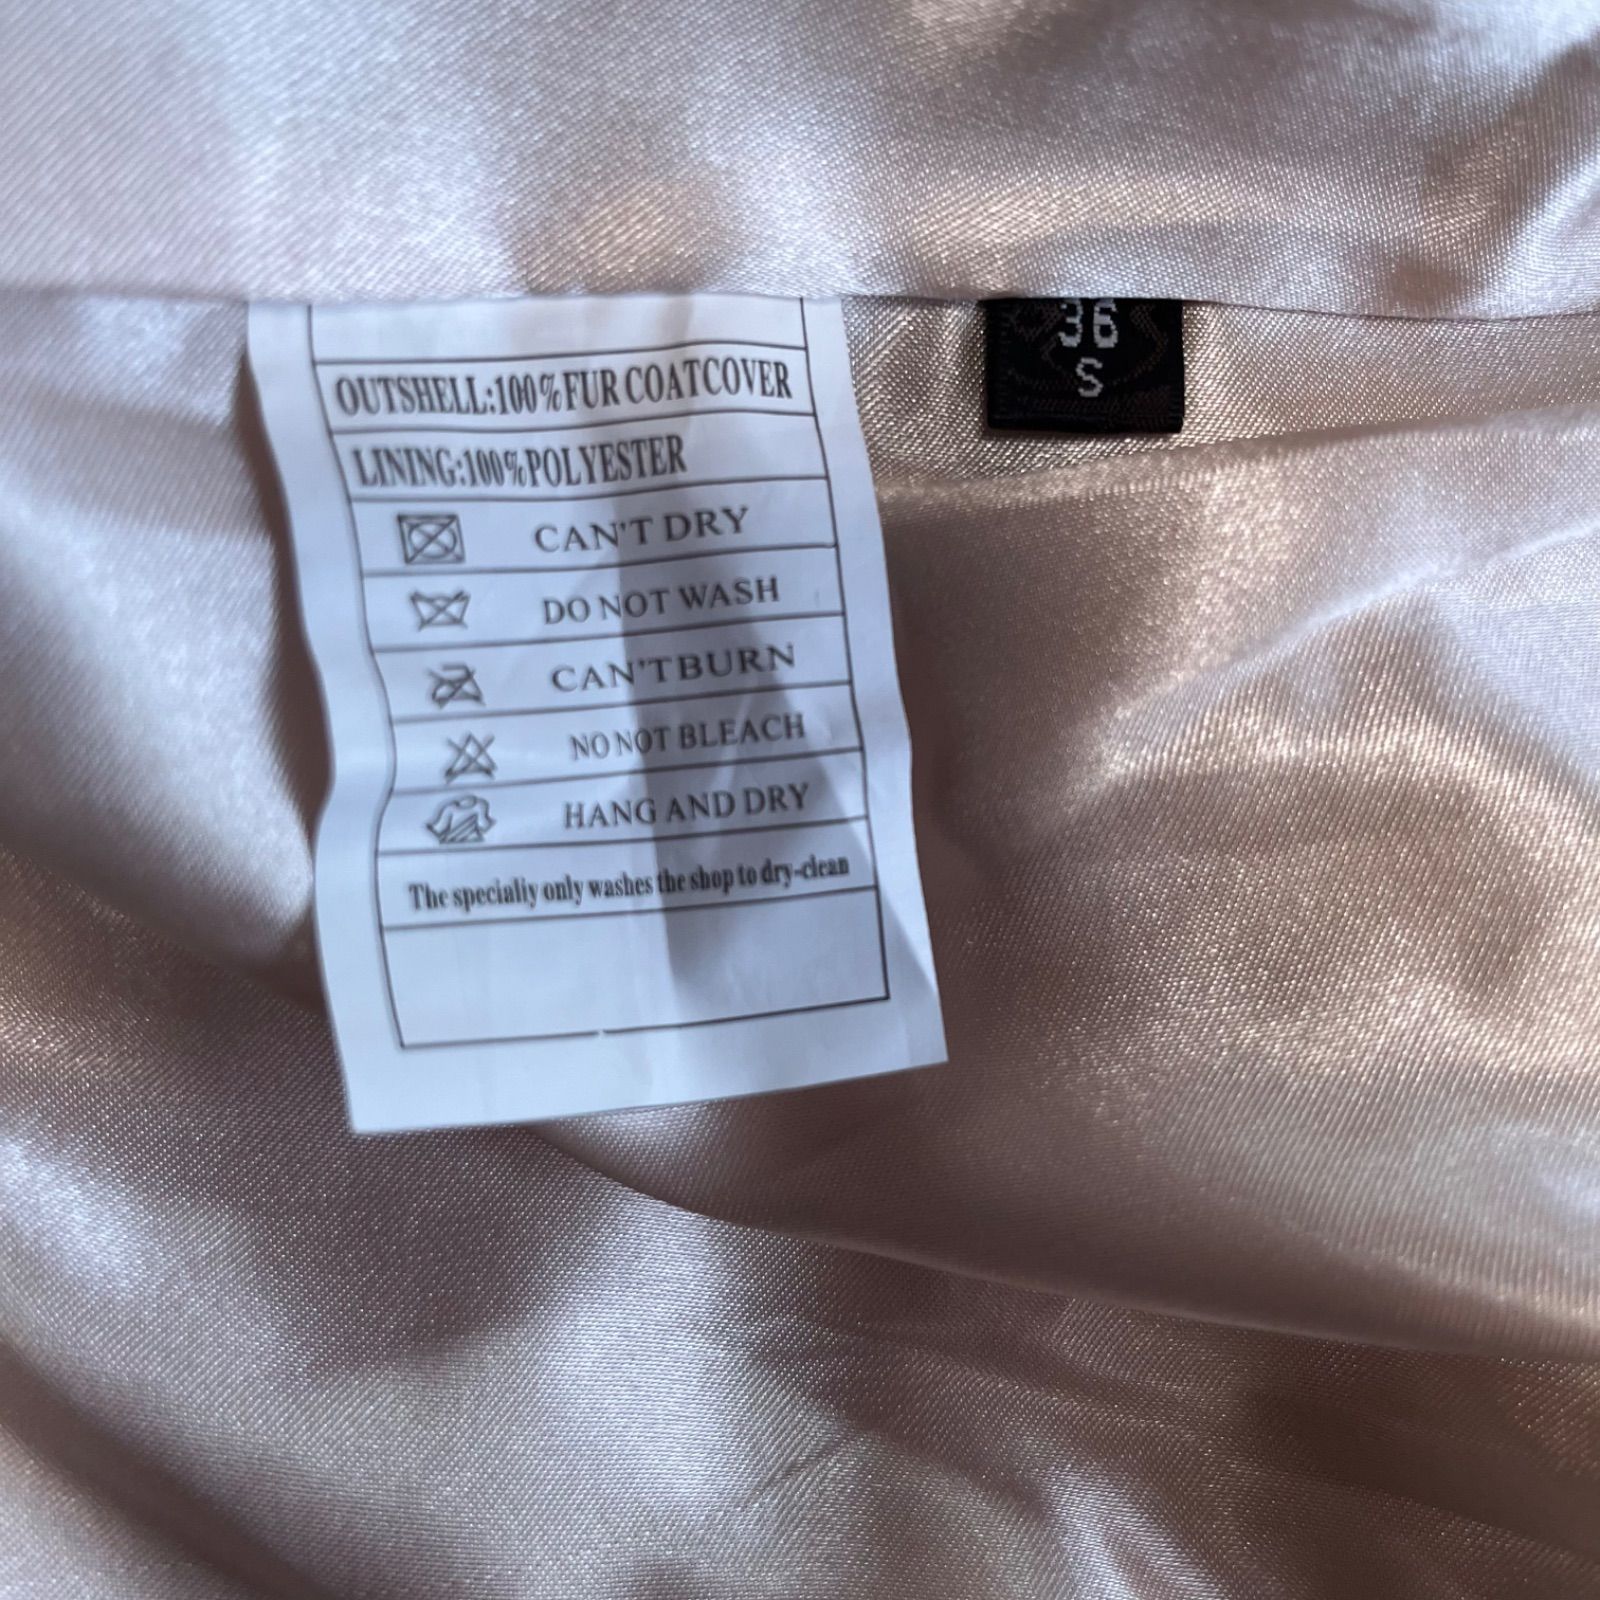 OUTSHELL:100%FUR COATCOVER
LINING:100%POLYESTER
CAN'T DRY
DO NOT WASH
CAN'TBURN
NO NOT BLEACH
HANG AND DRY
The specialiy only washes the shop to dry-clean
36
S